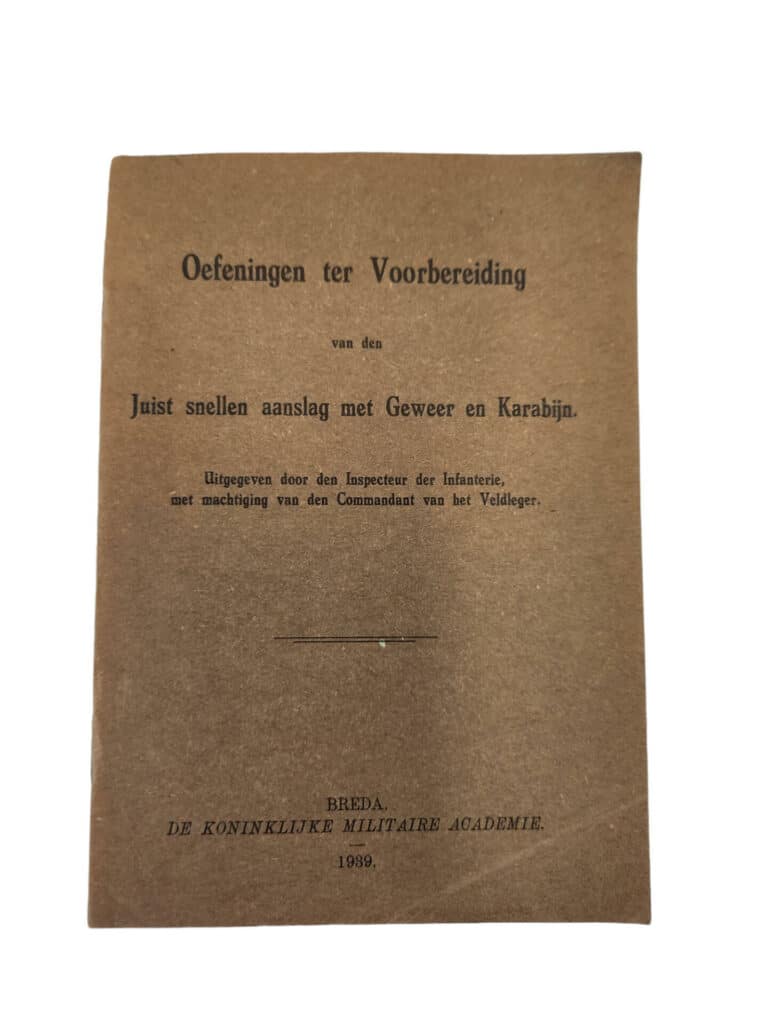 Oefeningen ter Voorbereiding
van den
Juist snellen aanslag met Geweer en Karabijn.
Uitgegeven door den Inspecteur der Infanterie,
met machtiging van den Commandant van het Veldleger.
BREDA.
DE KONINKLIJKE MILITAIRE ACADEMIE.
1939.